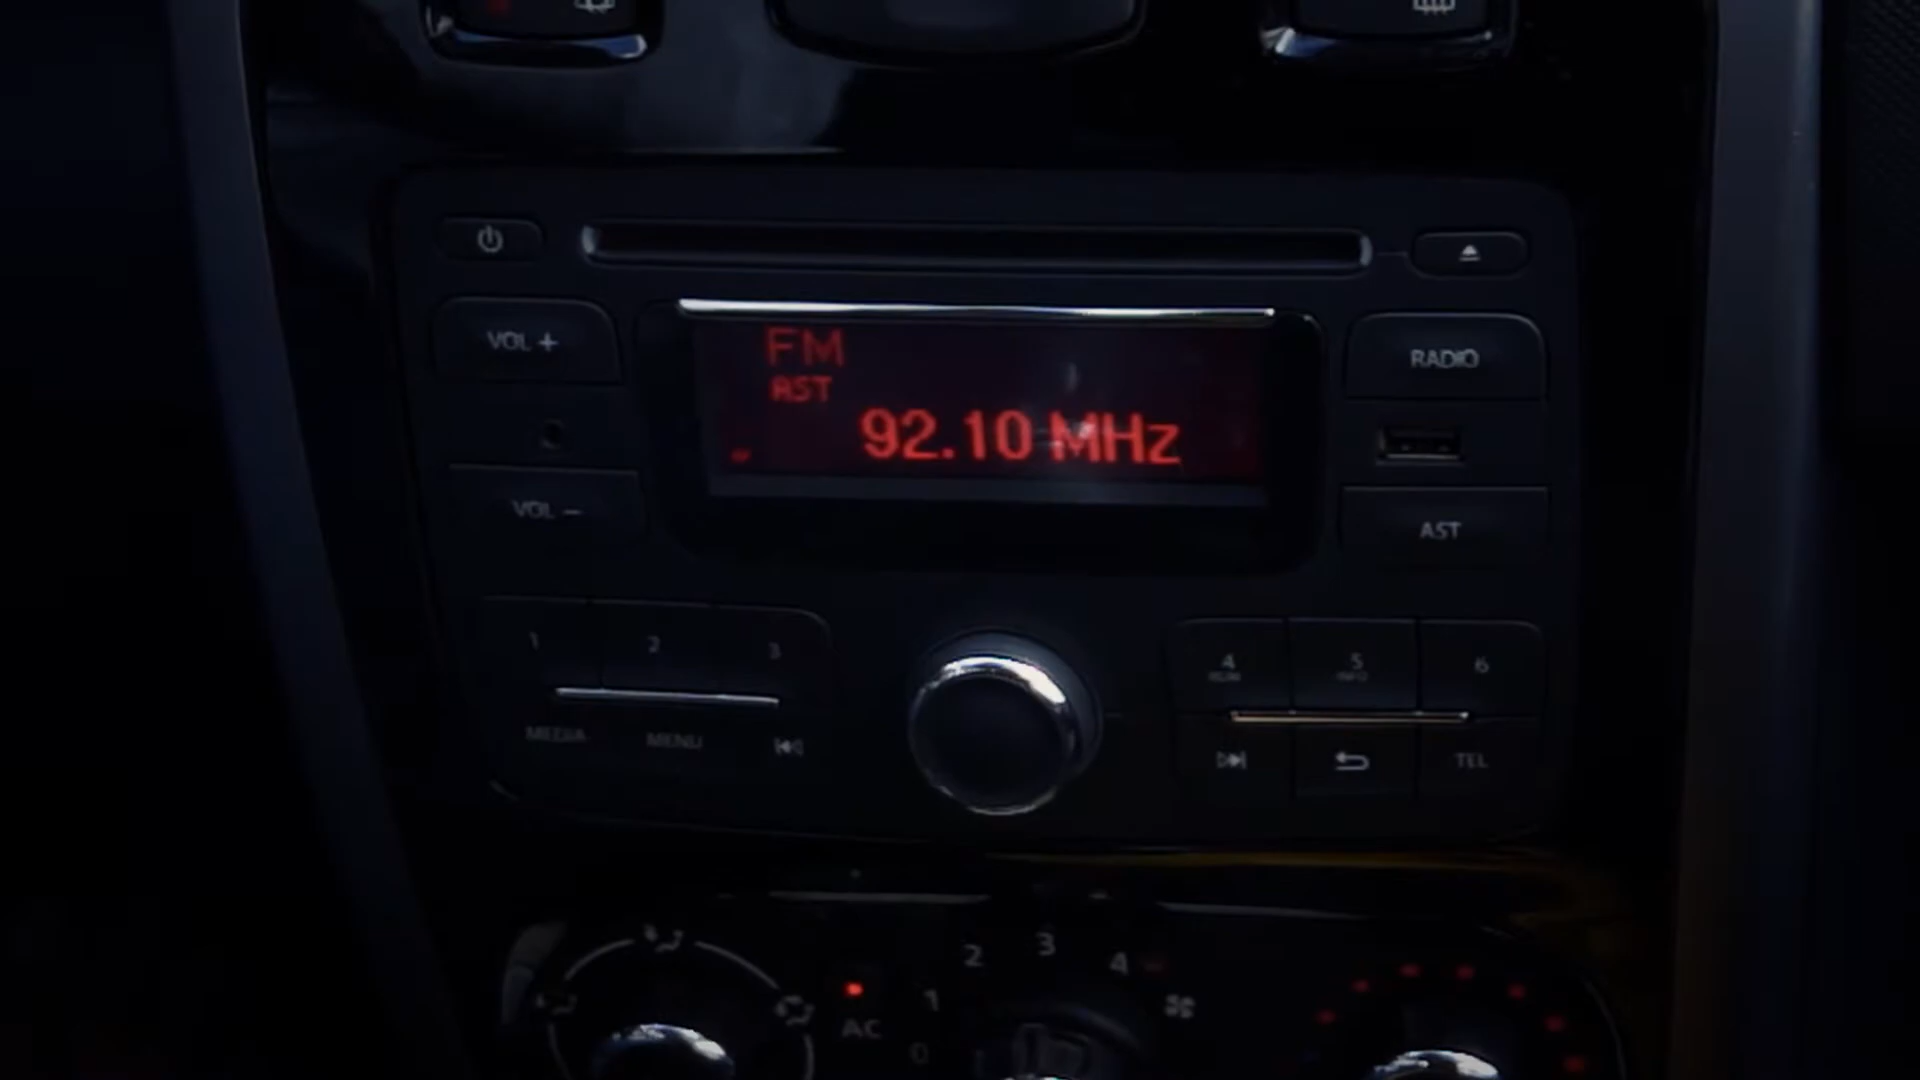 VOL +
FM
AST
92.10 MHz
RADIO
VOL −
AST
1 2 3
4 5 6
MEDIA MENU
TEL
2 3 4
1
AC
0